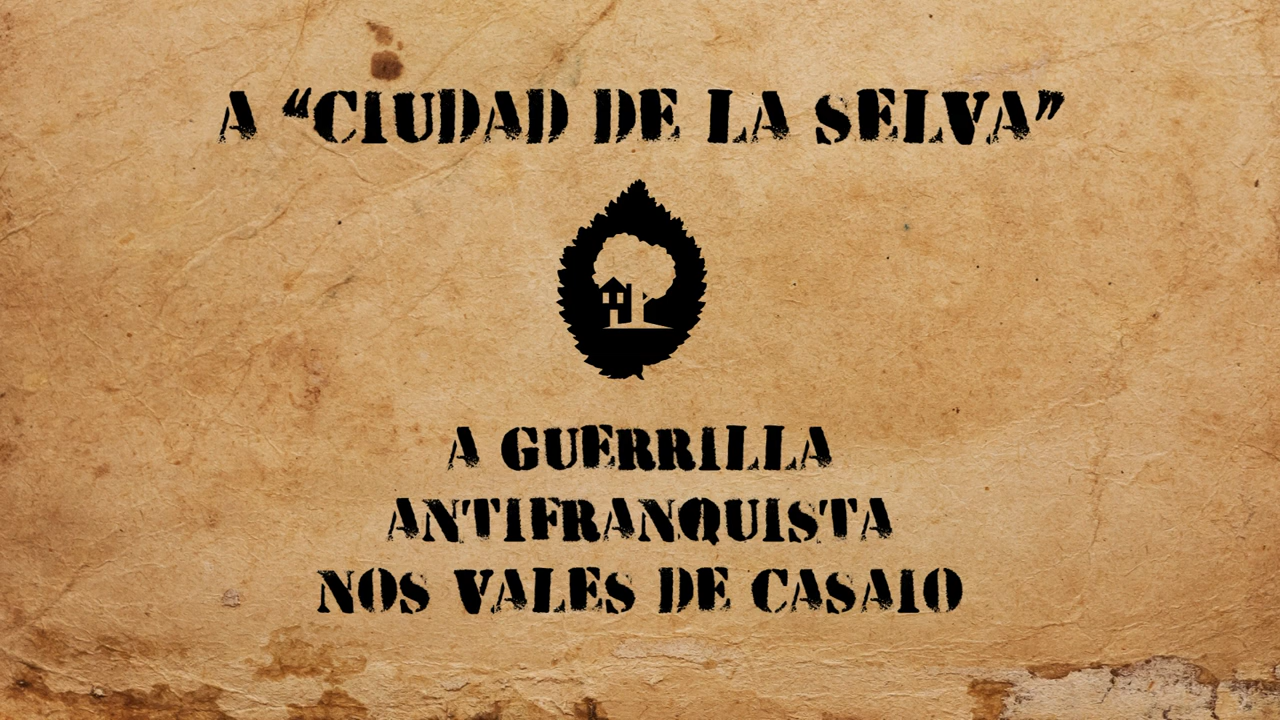 A “CIUDAD DE LA SELVA”
A GUERRILLA
ANTIFRANQUISTA
NOS VALES DE CASAIO